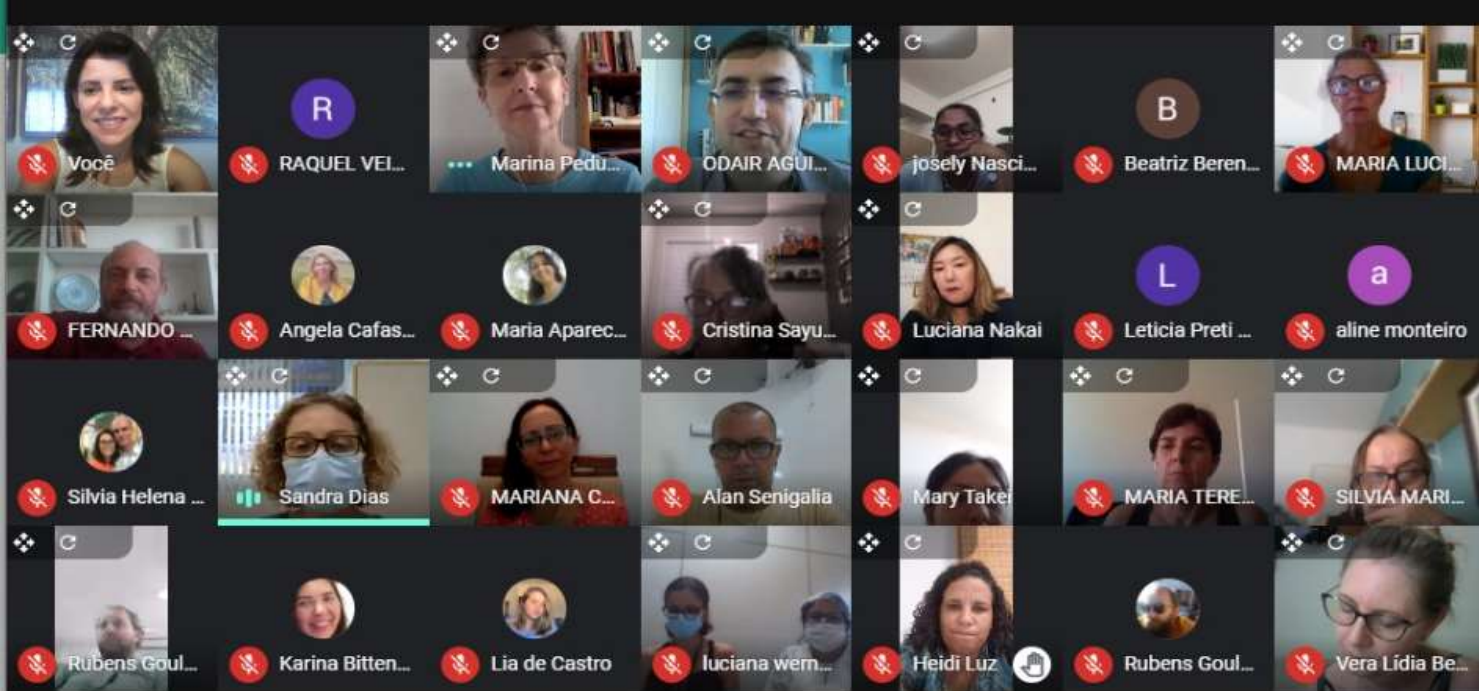 Você
R
RAQUEL VEI...
Marina Pedu...
ODAIR AGUI...
josely Nasci...
B
Beatriz Beren...
MARIA LUCI...
FERNANDO ...
Angela Cafas...
Maria Aparec...
Cristina Sayu...
Luciana Nakai
L
Leticia Preti ...
a
aline monteiro
Silvia Helena ...
Sandra Dias
MARIANA C...
Alan Senigalia
Mary Takei
MARIA TERE...
SILVIA MARI...
Rubens Goul...
Karina Bitten...
Lia de Castro
luciana wern...
Heidi Luz
Rubens Goul...
Vera Lídia Be...